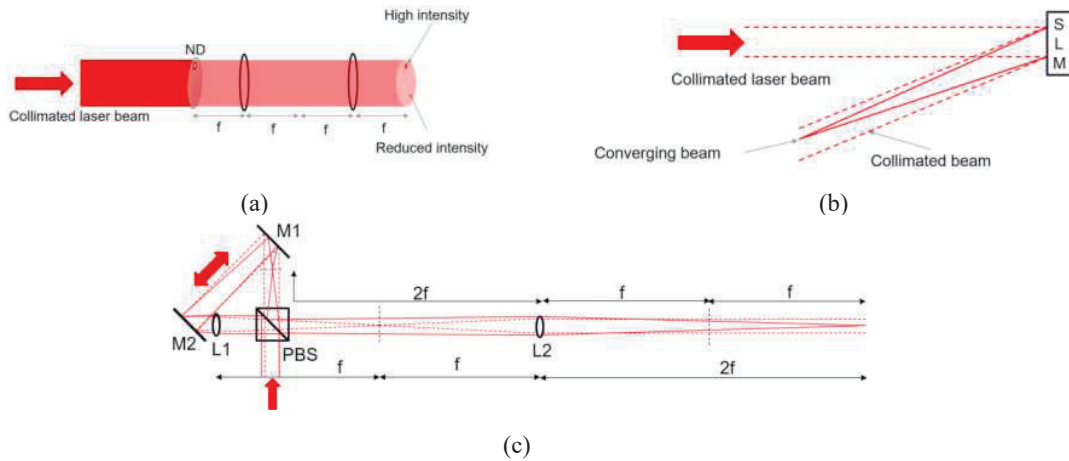 High intensity
ND
Collimated laser beam
f f f f
Reduced intensity
(a)
S
L
M
Collimated laser beam
Converging beam
Collimated beam
(b)
M1
2f f f
M2
L1
PBS
L2
f f 2f
(c)